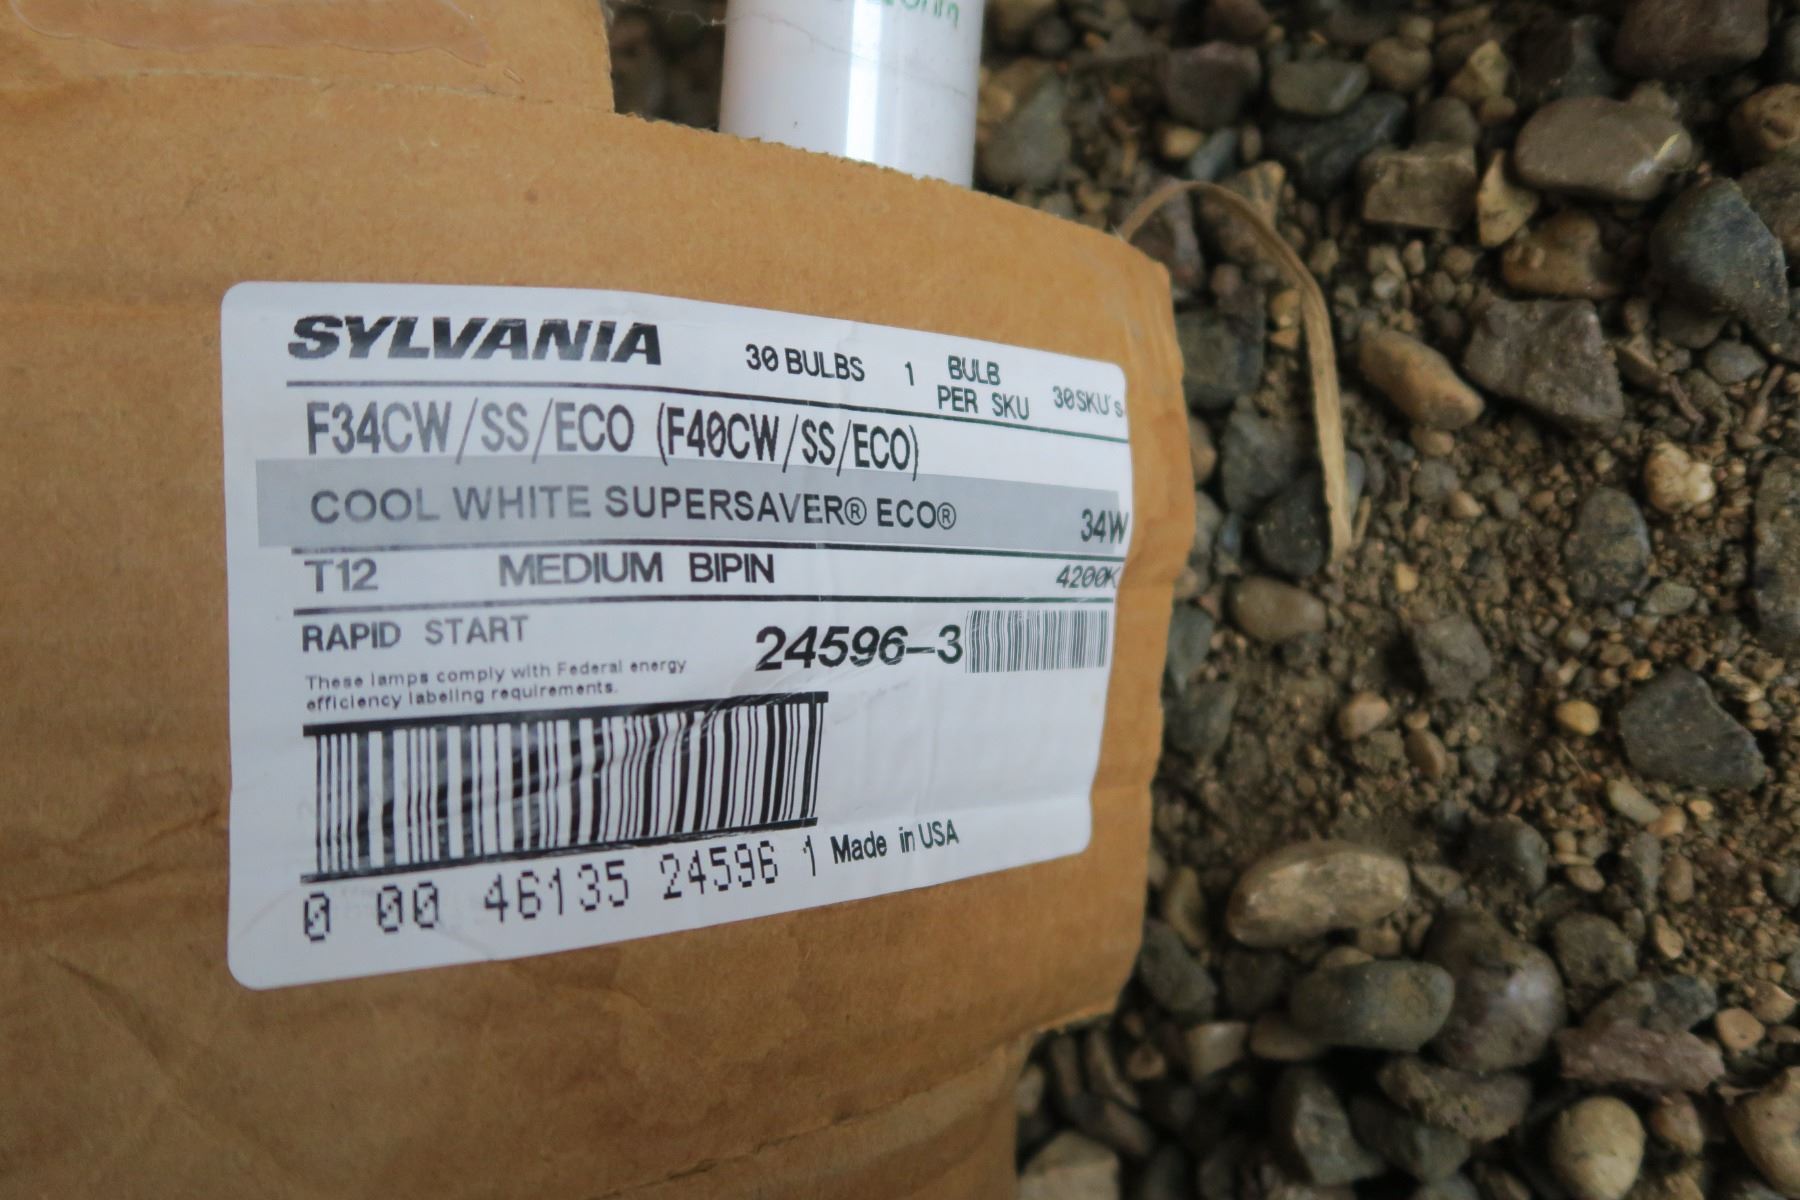 SYLVANIA 30 BULBS 1 BULB PER SKU 30SKU's
F34CW/SS/ECO (F40CW/SS/ECO)
COOL WHITE SUPERSAVER® ECO® 34W
T12 MEDIUM BIPIN 4200K
RAPID START 24596-3
These lamps comply with Federal energy
efficiency labeling requirements.
0 00 46135 24596 1 Made in USA